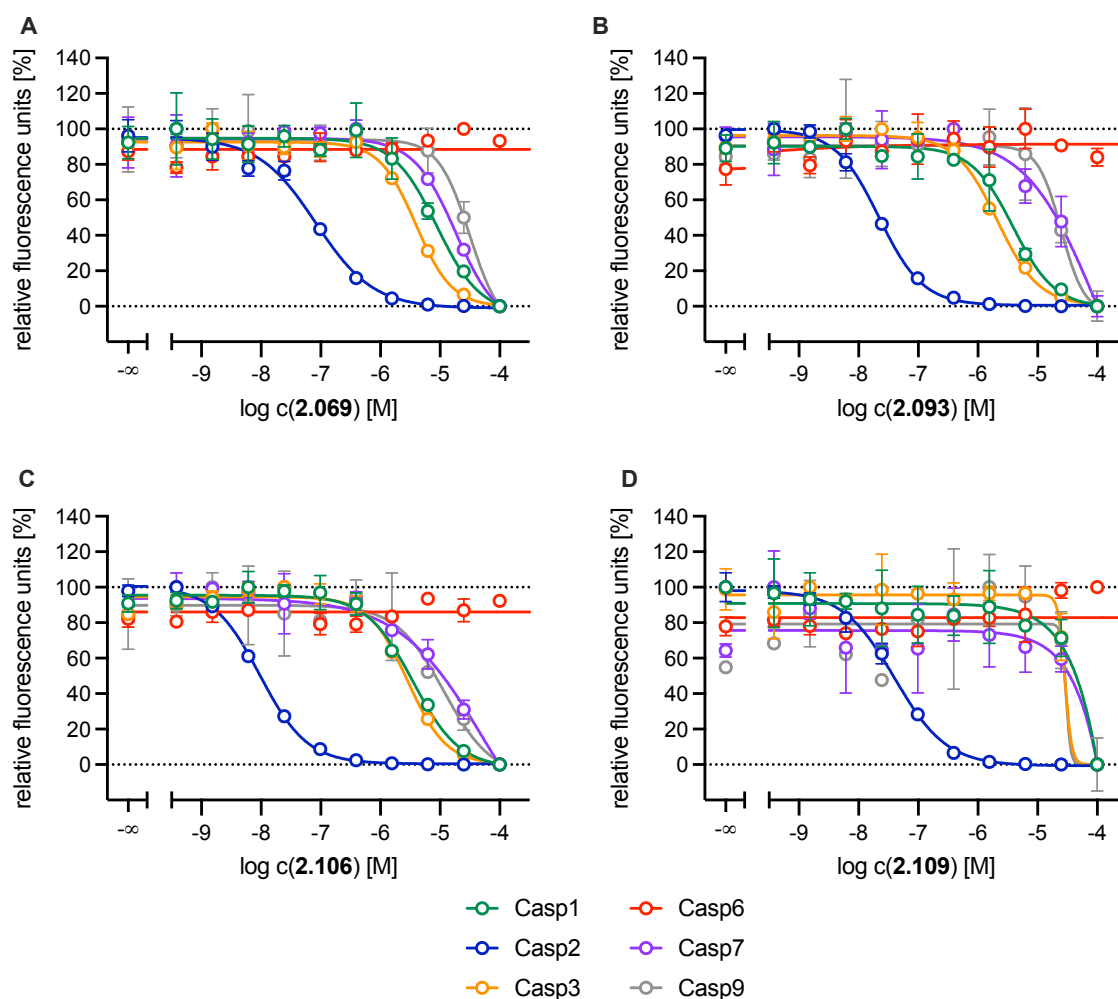 A
relative fluorescence units [%]
140
120
100
80
60
40
20
0
-∞ -9 -8 -7 -6 -5 -4
log c(2.069) [M]
B
relative fluorescence units [%]
140
120
100
80
60
40
20
0
-∞ -9 -8 -7 -6 -5 -4
log c(2.093) [M]
C
relative fluorescence units [%]
140
120
100
80
60
40
20
0
-∞ -9 -8 -7 -6 -5 -4
log c(2.106) [M]
D
relative fluorescence units [%]
140
120
100
80
60
40
20
0
-∞ -9 -8 -7 -6 -5 -4
log c(2.109) [M]
Casp1 Casp6
Casp2 Casp7
Casp3 Casp9